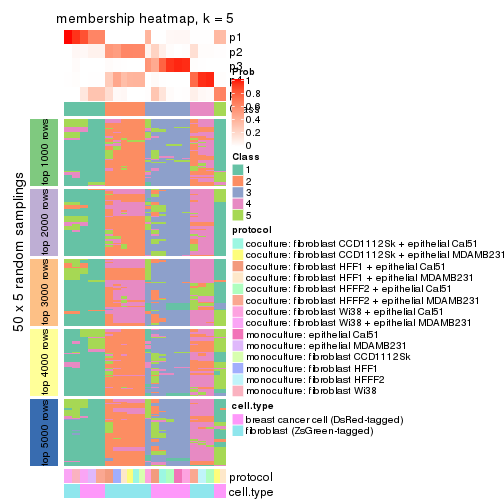 membership heatmap, k = 5
p1
p2
p3
Prob
1
0.8
0.6
0.4
0.2
0
Class
1
2
3
4
5
50 x 5 random samplings
top 1000 rows
top 2000 rows
top 3000 rows
top 4000 rows
top 5000 rows
protocol
coculture: fibroblast CCD1112Sk + epithelial Cal51
coculture: fibroblast CCD1112Sk + epithelial MDAMB231
coculture: fibroblast HFF1 + epithelial Cal51
coculture: fibroblast HFF1 + epithelial MDAMB231
coculture: fibroblast HFFF2 + epithelial Cal51
coculture: fibroblast HFFF2 + epithelial MDAMB231
coculture: fibroblast Wi38 + epithelial Cal51
coculture: fibroblast Wi38 + epithelial MDAMB231
monoculture: epithelial Cal51
monoculture: epithelial MDAMB231
monoculture: fibroblast CCD1112Sk
monoculture: fibroblast HFF1
monoculture: fibroblast HFFF2
monoculture: fibroblast Wi38
cell.type
breast cancer cell (DsRed-tagged)
fibroblast (ZsGreen-tagged)
protocol
cell.type